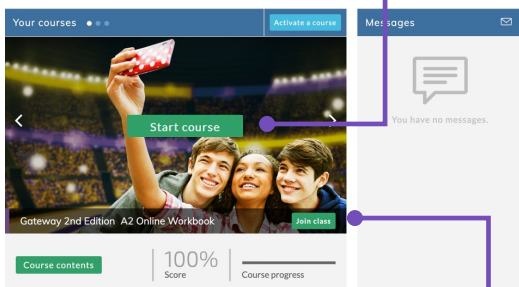 Your courses
Activate a course
Messages
Start course
You have no messages.
Gateway 2nd Edition A2 Online Workbook
Join class
Course contents
100%
Score
Course progress